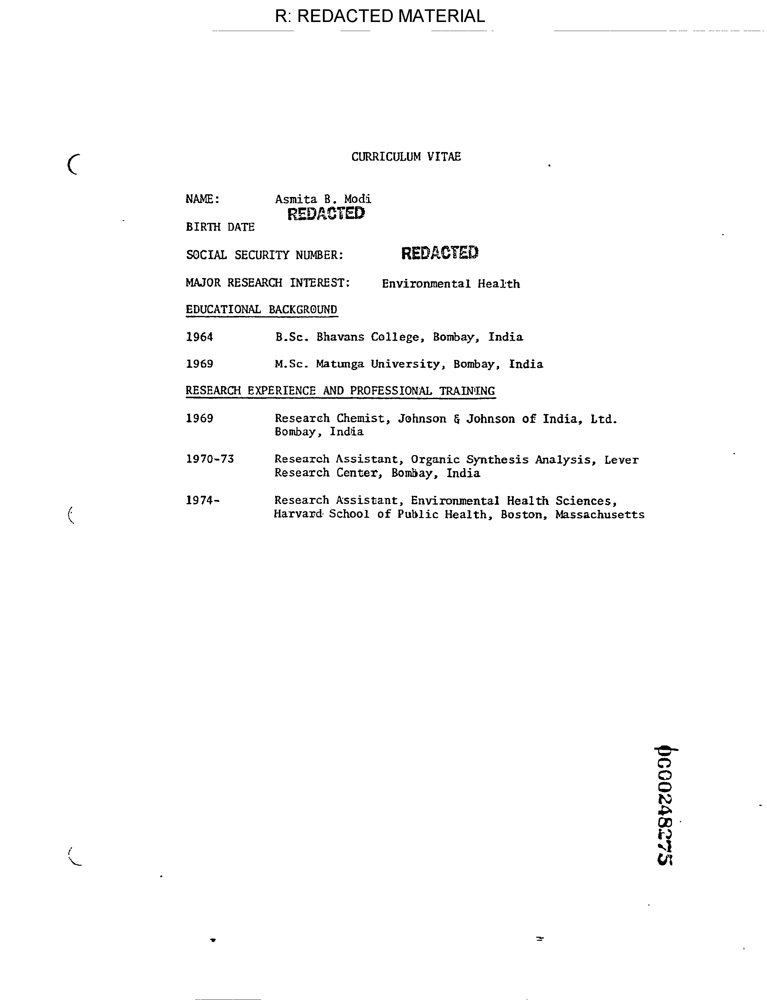 R: REDACTED MATERIAL
CURRICULUM VITAE
NAME: Asmita B. Modi
REDACTED
BIRTH DATE
SOCIAL SECURITY NUMBER: REDACTED
MAJOR RESEARCH INTEREST: Environmental Health
EDUCATIONAL BACKGROUND
1964 B.Sc. Bhavans College, Bombay, India
1969 M.Sc. Matunga University, Bombay, India
RESEARCH EXPERIENCE AND PROFESSIONAL TRAINING
1969 Research Chemist, Johnson & Johnson of India, Ltd.
Bombay, India
1970-73 Research Assistant, Organic Synthesis Analysis, Lever
Research Center, Bombay, India
1974- Research Assistant, Environmental Health Sciences,
Harvard School of Public Health, Boston, Massachusetts